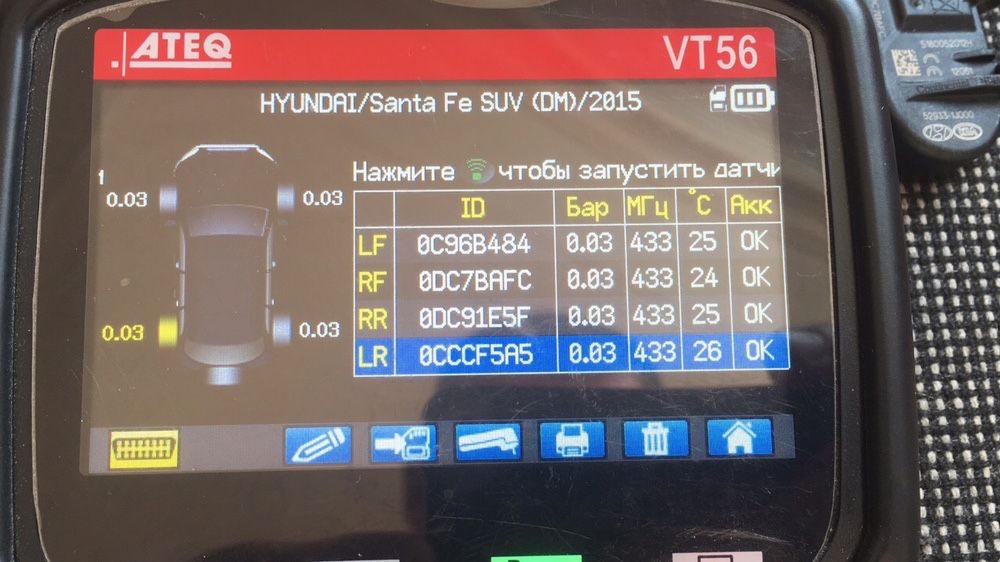 ATEQ VT56
HYUNDAI/Santa Fe SUV (DM)/2015
1
0.03 0.03
0.03 0.03
Нажмите чтобы запустить датчи
ID Бар МГц °C Акк
LF 0C96B484 0.03 433 25 OK
RF 0DC7BAFC 0.03 433 24 OK
RR 0DC91E5F 0.03 433 25 OK
LR 0CCCF5A5 0.03 433 26 OK
52933-1J000